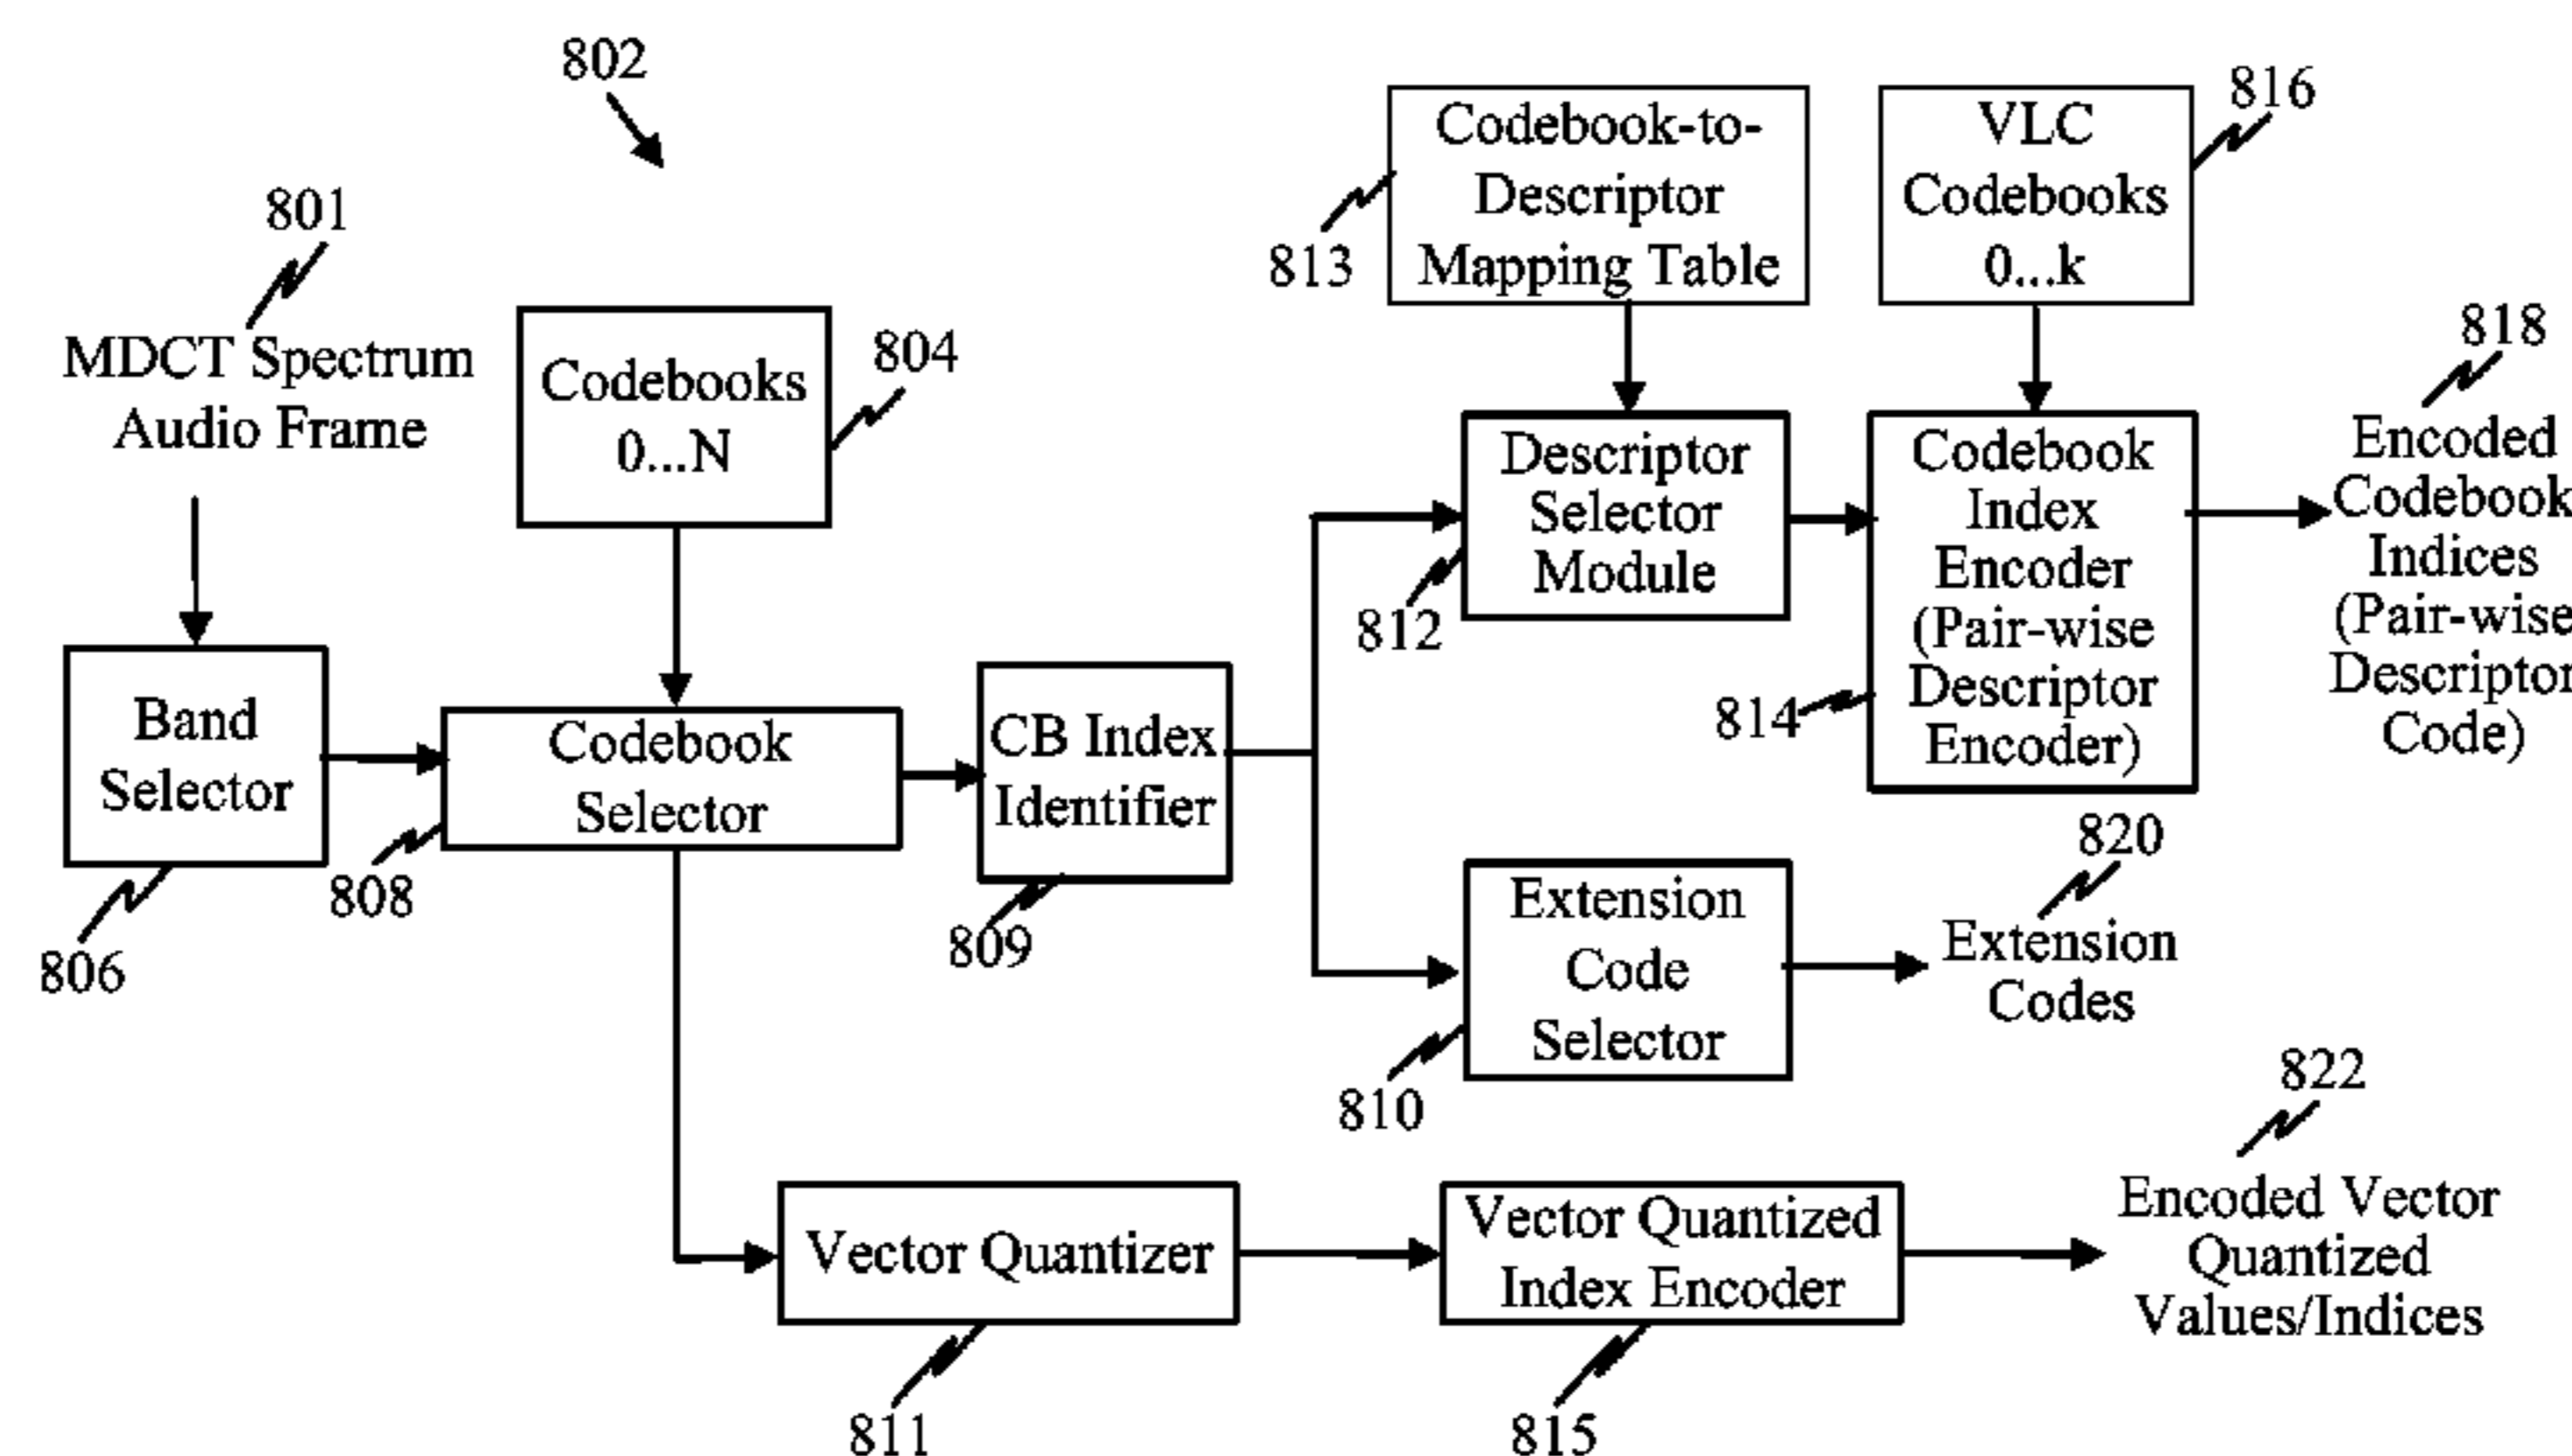 802
801
MDCT Spectrum
Audio Frame
Codebooks
0...N
804
Codebook-to-
Descriptor
Mapping Table
813
VLC
Codebooks
0...k
816
818
Encoded
Codebook
Indices
(Pair-wise
Descriptor
Code)
Descriptor
Selector
Module
812
Codebook
Index
Encoder
(Pair-wise
Descriptor
Encoder)
814
Band
Selector
806
Codebook
Selector
808
CB Index
Identifier
809
Extension
Code
Selector
810
820
Extension
Codes
822
Encoded Vector
Quantized
Values/Indices
Vector Quantizer
811
Vector Quantized
Index Encoder
815